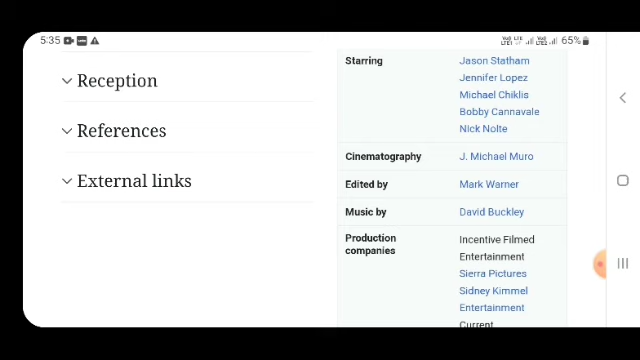 5:35
65%
Reception
References
External links
Starring
Jason Statham
Jennifer Lopez
Michael Chiklis
Bobby Cannavale
Nick Nolte
Cinematography
J. Michael Muro
Edited by
Mark Warner
Music by
David Buckley
Production
companies
Incentive Filmed
Entertainment
Sierra Pictures
Sidney Kimmel
Entertainment
Current